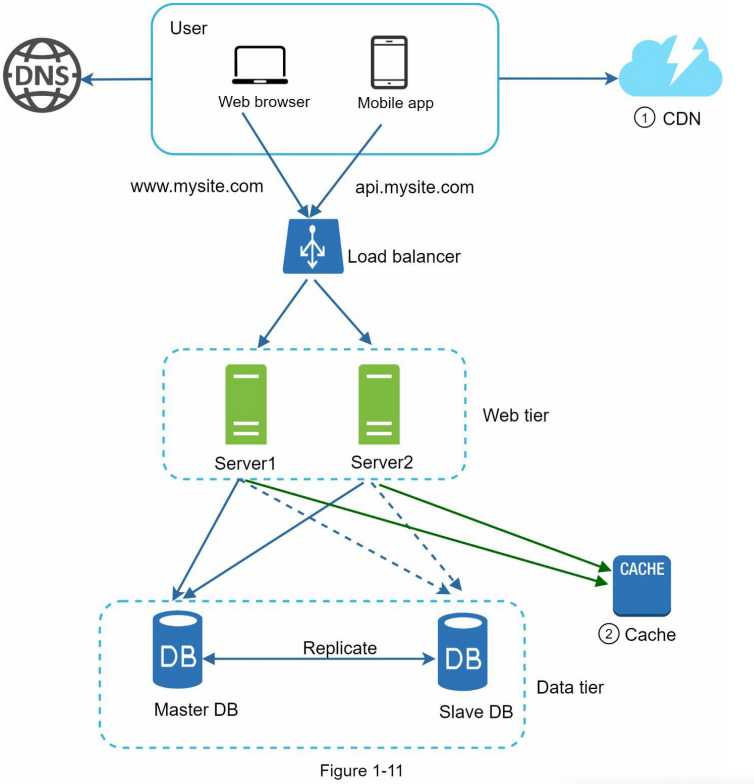 User
DNS
Web browser
Mobile app
1 CDN
www.mysite.com
api.mysite.com
Load balancer
Web tier
Server1
Server2
CACHE
2 Cache
Replicate
DB
DB
Data tier
Master DB
Slave DB
Figure 1-11